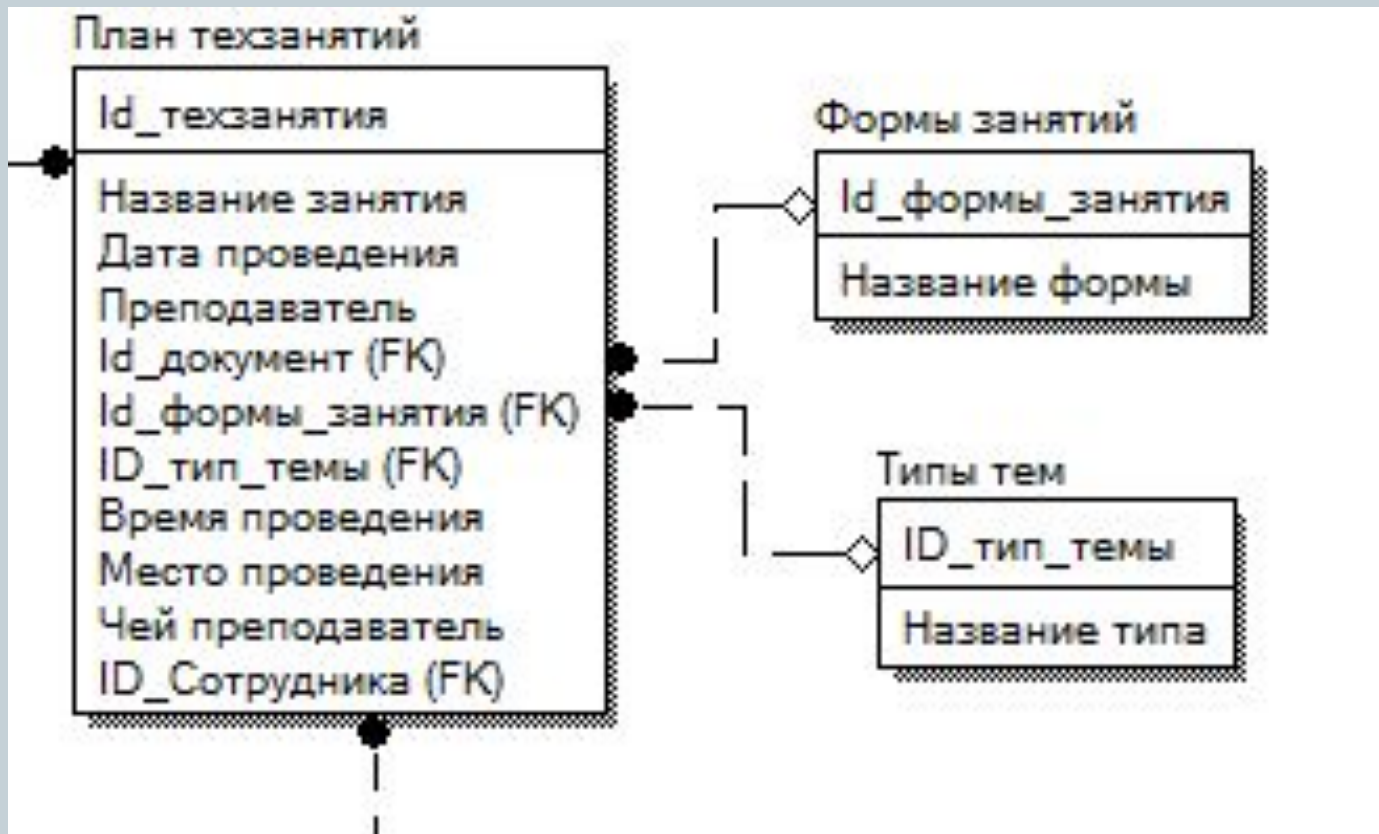 План техзанятий
Id_техзанятия
Название занятия
Дата проведения
Преподаватель
Id_документ (FK)
Id_формы_занятия (FK)
ID_тип_темы (FK)
Время проведения
Место проведения
Чей преподаватель
ID_Сотрудника (FK)
Формы занятий
Id_формы_занятия
Название формы
Типы тем
ID_тип_темы
Название типа